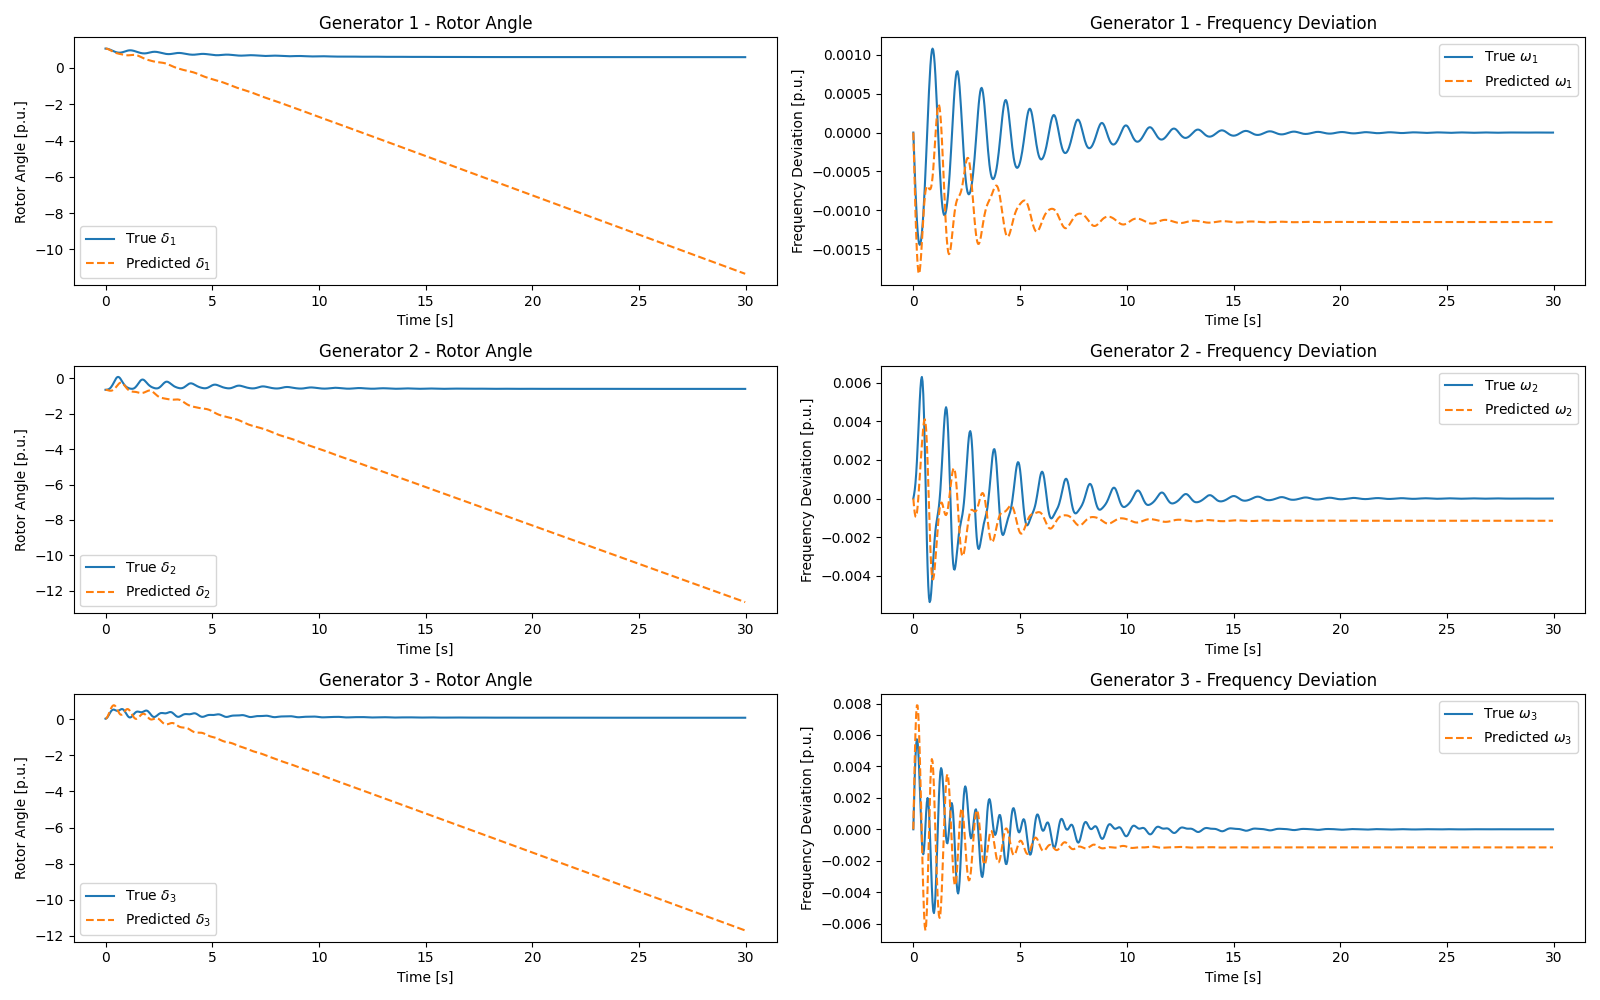 Generator 1 - Rotor Angle
Rotor Angle [p.u.]
0
−2
−4
−6
−8
−10
True δ1
Predicted δ1
0 5 10 15 20 25 30
Time [s]
Generator 1 - Frequency Deviation
Frequency Deviation [p.u.]
0.0010
0.0005
0.0000
−0.0005
−0.0010
−0.0015
True ω1
Predicted ω1
0 5 10 15 20 25 30
Time [s]
Generator 2 - Rotor Angle
Rotor Angle [p.u.]
0
−2
−4
−6
−8
−10
−12
True δ2
Predicted δ2
0 5 10 15 20 25 30
Time [s]
Generator 2 - Frequency Deviation
Frequency Deviation [p.u.]
0.006
0.004
0.002
0.000
−0.002
−0.004
True ω2
Predicted ω2
0 5 10 15 20 25 30
Time [s]
Generator 3 - Rotor Angle
Rotor Angle [p.u.]
0
−2
−4
−6
−8
−10
−12
True δ3
Predicted δ3
0 5 10 15 20 25 30
Time [s]
Generator 3 - Frequency Deviation
Frequency Deviation [p.u.]
0.008
0.006
0.004
0.002
0.000
−0.002
−0.004
−0.006
True ω3
Predicted ω3
0 5 10 15 20 25 30
Time [s]